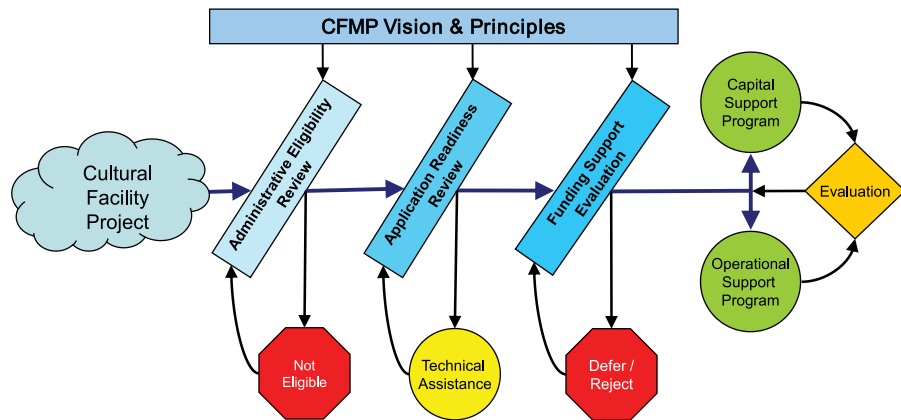 CFMP Vision & Principles
Cultural
Facility
Project
Administrative Eligibility
Review
Application Readiness
Review
Funding Support
Evaluation
Capital
Support
Program
Evaluation
Operational
Support
Program
Not
Eligible
Technical
Assistance
Defer /
Reject